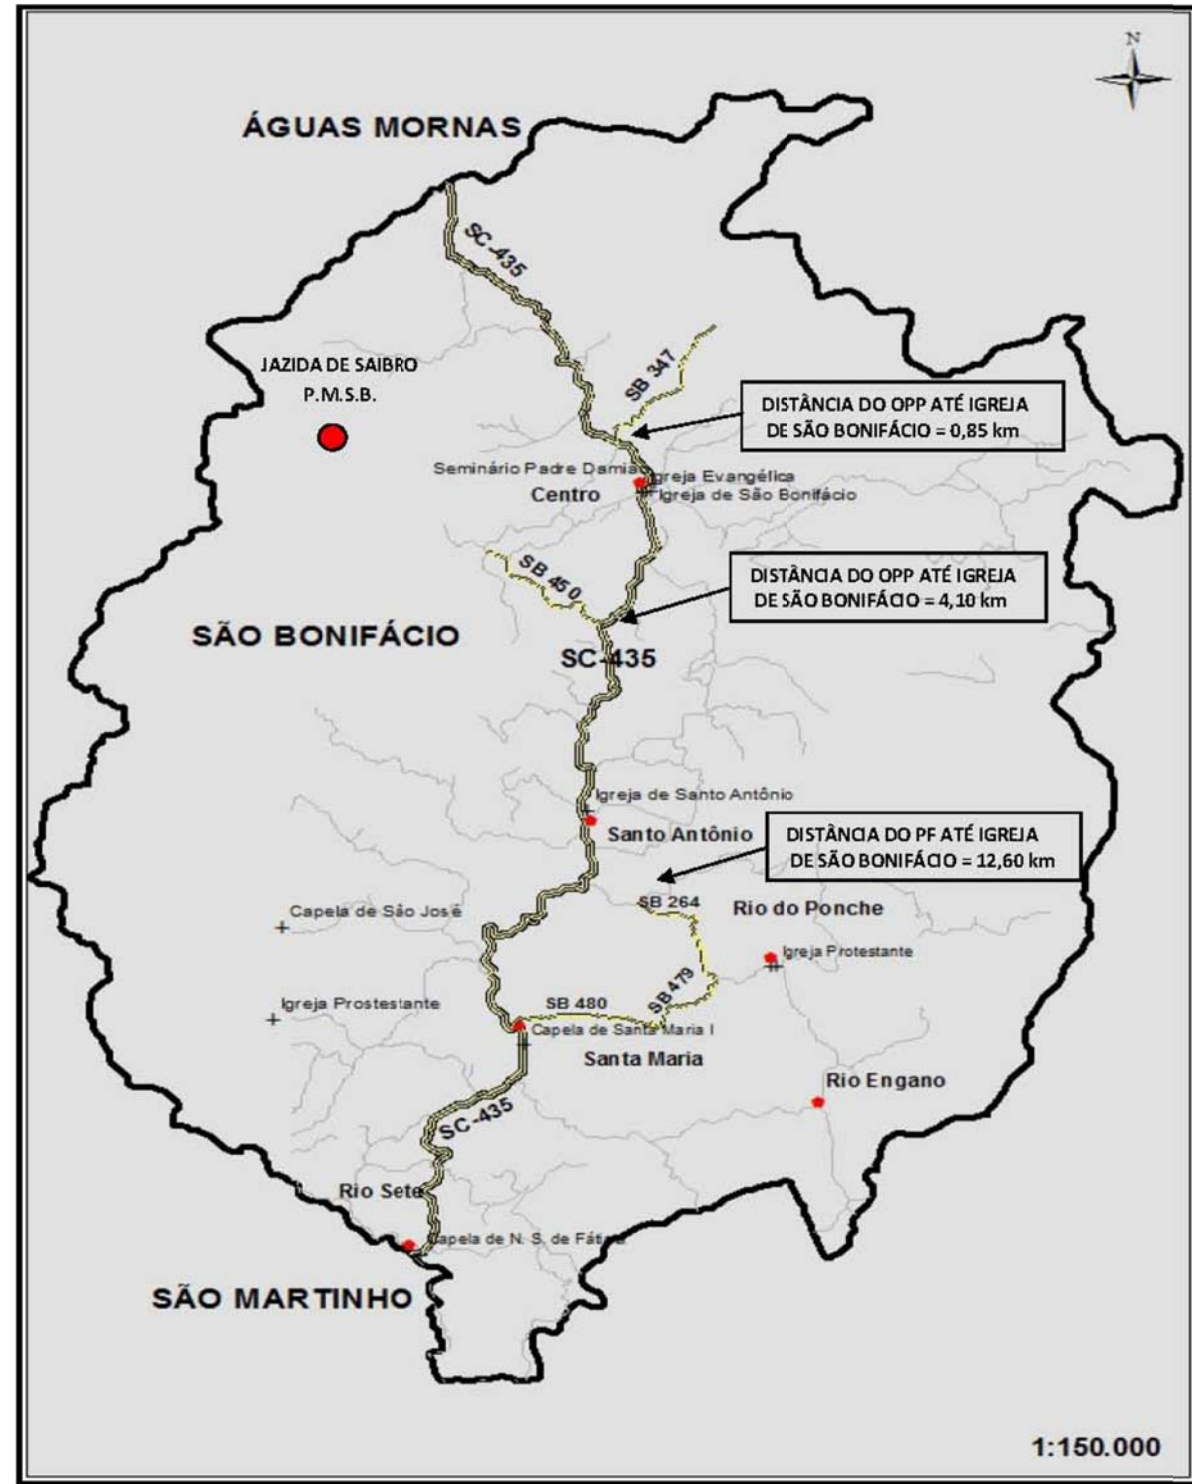 N
ÁGUAS MORNAS
SC-435
JAZIDA DE SAIBRO
P.M.S.B.
SB 347
DISTÂNCIA DO OPP ATÉ IGREJA
DE SÃO BONIFÁCIO = 0,85 km
Seminário Padre Damião
Igreja Evangélica
Centro
Igreja de São Bonifácio
SB 450
DISTÂNCIA DO OPP ATÉ IGREJA
DE SÃO BONIFÁCIO = 4,10 km
SÃO BONIFÁCIO
SC-435
Igreja de Santo Antônio
Santo Antônio
DISTÂNCIA DO PF ATÉ IGREJA
DE SÃO BONIFÁCIO = 12,60 km
SB 264
Rio do Ponche
Capela de São José
Igreja Protestante
SB 479
Igreja Prostestante
SB 480
Capela de Santa Maria I
Santa Maria
Rio Engano
SC-435
Rio Sete
Capela de N. S. de Fátima
SÃO MARTINHO
1:150.000